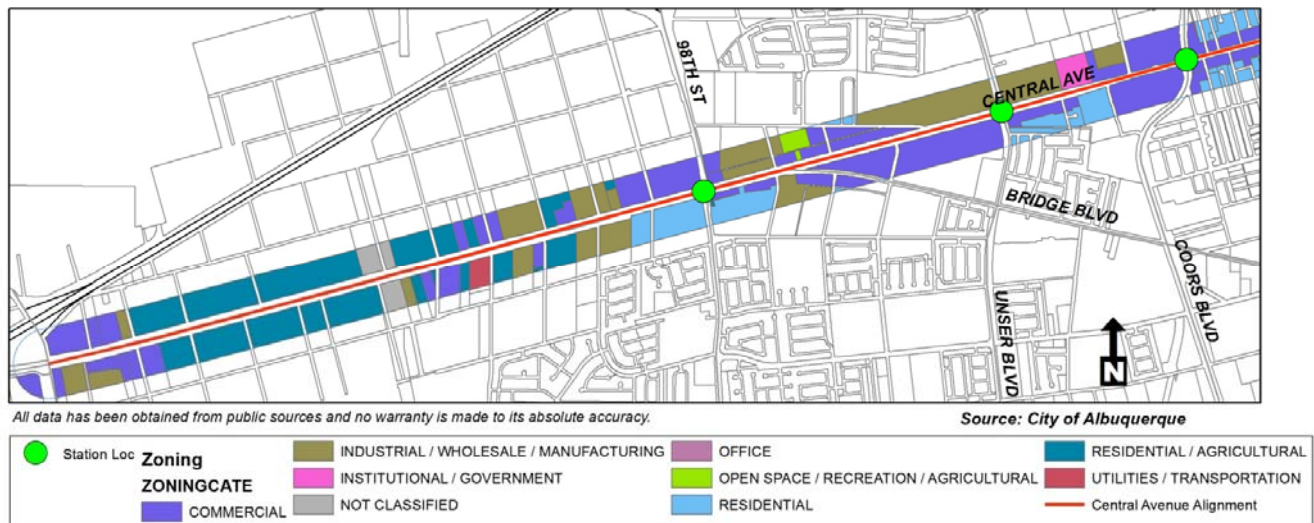 98TH ST
CENTRAL AVE
BRIDGE BLVD
UNSER BLVD
COORS BLVD
N
All data has been obtained from public sources and no warranty is made to its absolute accuracy.
Source: City of Albuquerque
Station Loc
Zoning
ZONINGCATE
COMMERCIAL
INDUSTRIAL / WHOLESALE / MANUFACTURING
INSTITUTIONAL / GOVERNMENT
NOT CLASSIFIED
OFFICE
OPEN SPACE / RECREATION / AGRICULTURAL
RESIDENTIAL
RESIDENTIAL / AGRICULTURAL
UTILITIES / TRANSPORTATION
Central Avenue Alignment